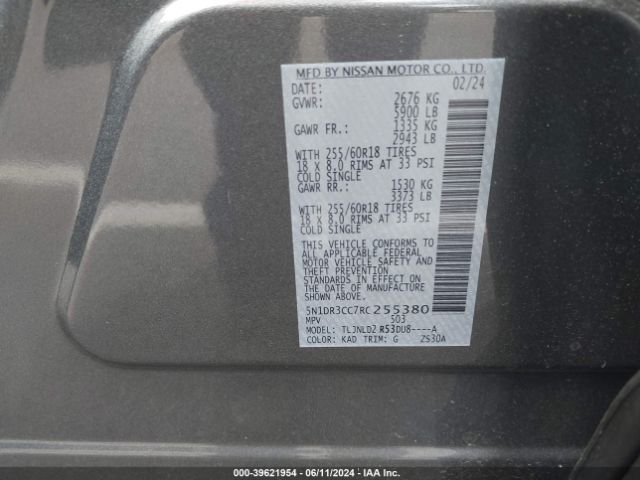 MFD BY NISSAN MOTOR CO., LTD.
DATE: 02/24
GVWR: 2676 KG
5900 LB
GAWR FR.: 1335 KG
2943 LB
WITH 255/60R18 TIRES
18 X 8.0 RIMS AT 33 PSI
COLD SINGLE
GAWR RR.: 1530 KG
3373 LB
WITH 255/60R18 TIRES
18 X 8.0 RIMS AT 33 PSI
COLD SINGLE
THIS VEHICLE CONFORMS TO
ALL APPLICABLE FEDERAL
MOTOR VEHICLE SAFETY AND
THEFT PREVENTION
STANDARDS IN EFFECT ON
THE DATE OF MANUFACTURE
SHOWN ABOVE.
5N1DR3CC7RC255380
MPV 503
MODEL: TLJNLD2 R53DU8----A
COLOR: KAD TRIM: G ZS30A
000-39621954 - 06/11/2024 - IAA Inc.